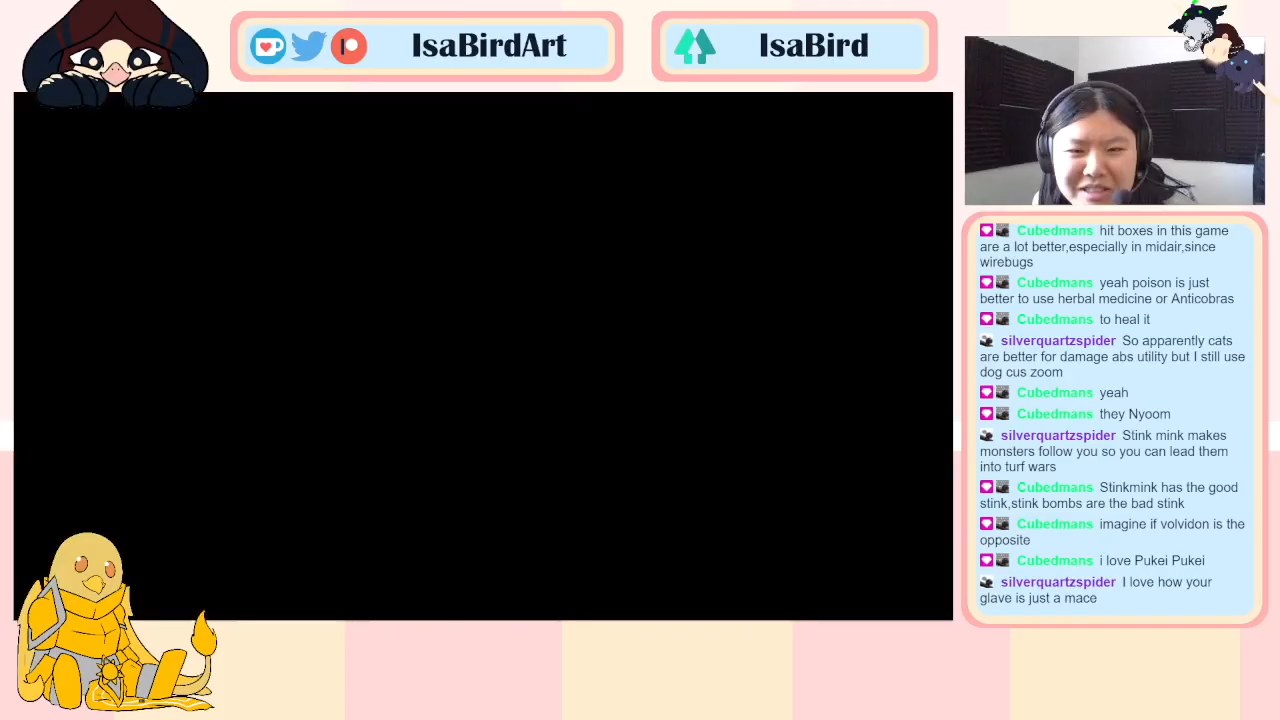 IsaBirdArt
IsaBird
Cubedmans hit boxes in this game
are a lot better,especially in midair,since
wirebugs
Cubedmans yeah poison is just
better to use herbal medicine or Anticobras
Cubedmans to heal it
silverquartzspider So apparently cats
are better for damage abs utility but I still use
dog cus zoom
Cubedmans yeah
Cubedmans they Nyoom
silverquartzspider Stink mink makes
monsters follow you so you can lead them
into turf wars
Cubedmans Stinkmink has the good
stink,stink bombs are the bad stink
Cubedmans imagine if volvidon is the
opposite
Cubedmans i love Pukei Pukei
silverquartzspider I love how your
glave is just a mace